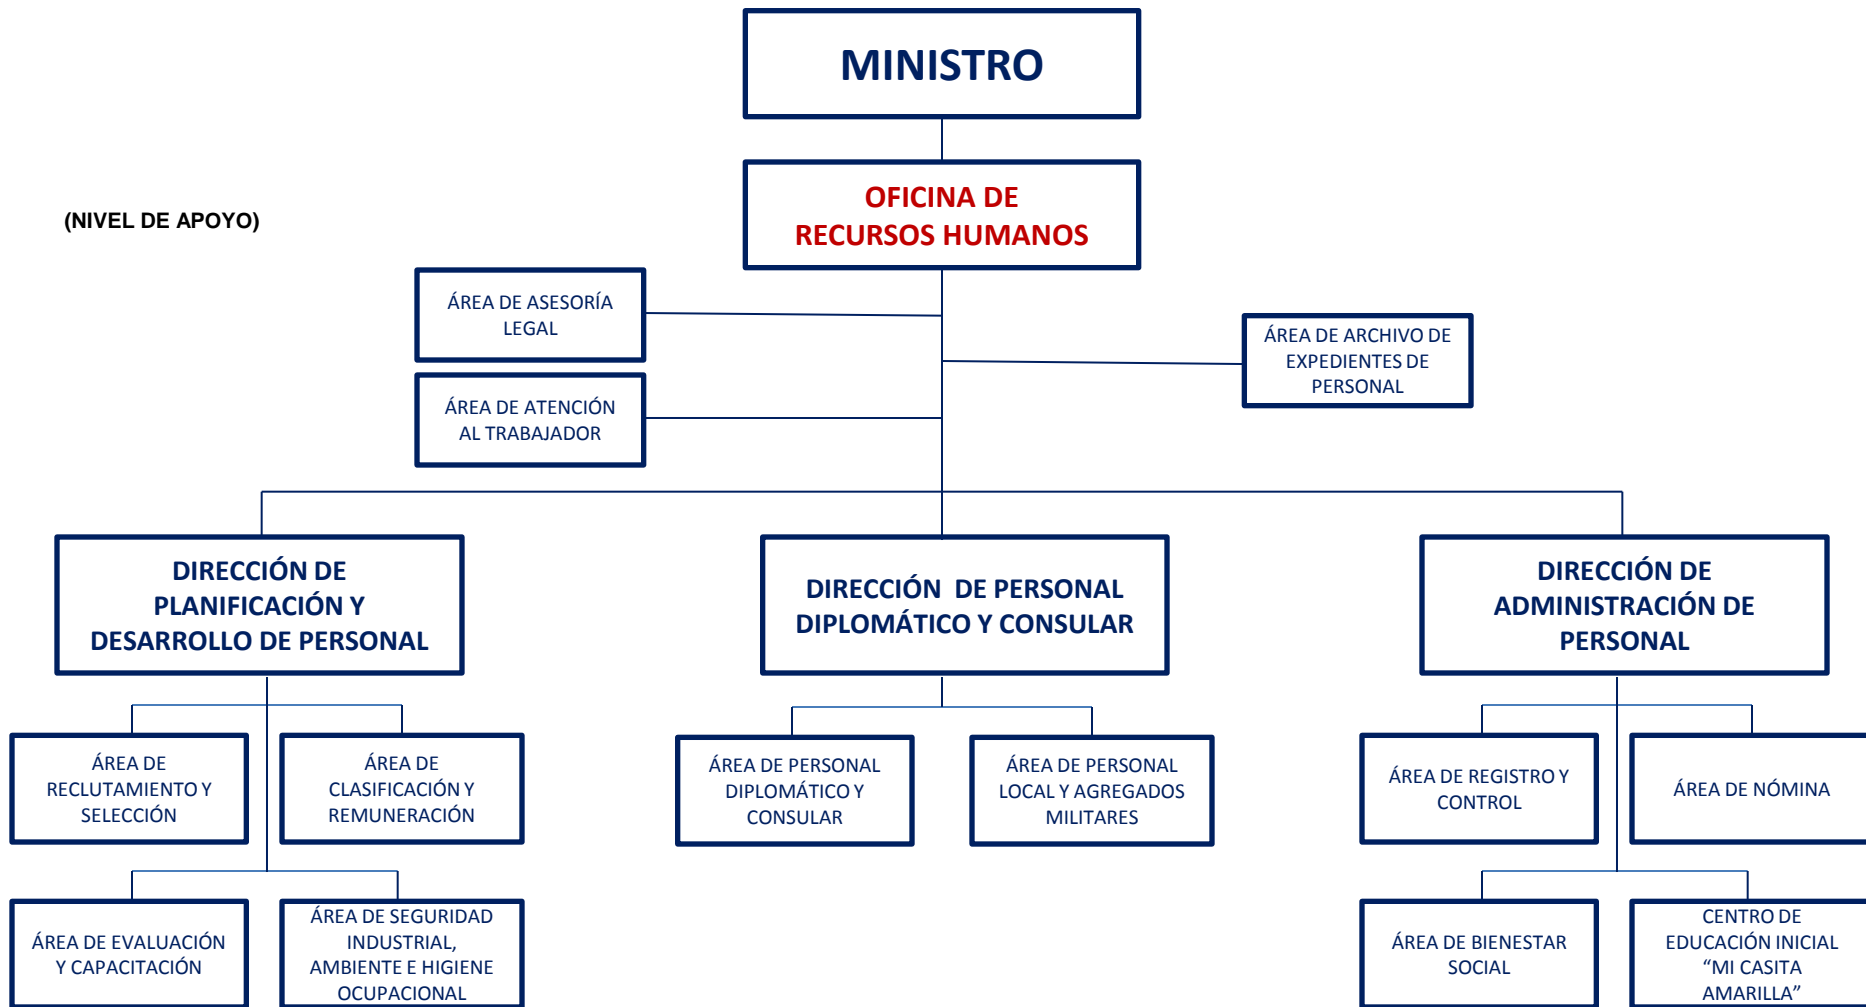 MINISTRO
OFICINA DE
RECURSOS HUMANOS
(NIVEL DE APOYO)
ÁREA DE ASESORÍA
LEGAL
ÁREA DE ARCHIVO DE
EXPEDIENTES DE
PERSONAL
ÁREA DE ATENCIÓN
AL TRABAJADOR
DIRECCIÓN DE
PLANIFICACIÓN Y
DESARROLLO DE PERSONAL
DIRECCIÓN DE PERSONAL
DIPLOMÁTICO Y CONSULAR
DIRECCIÓN DE
ADMINISTRACIÓN DE
PERSONAL
ÁREA DE
RECLUTAMIENTO Y
SELECCIÓN
ÁREA DE
CLASIFICACIÓN Y
REMUNERACIÓN
ÁREA DE PERSONAL
DIPLOMÁTICO Y
CONSULAR
ÁREA DE PERSONAL
LOCAL Y AGREGADOS
MILITARES
ÁREA DE REGISTRO Y
CONTROL
ÁREA DE NÓMINA
ÁREA DE EVALUACIÓN
Y CAPACITACIÓN
ÁREA DE SEGURIDAD
INDUSTRIAL,
AMBIENTE E HIGIENE
OCUPACIONAL
ÁREA DE BIENESTAR
SOCIAL
CENTRO DE
EDUCACIÓN INICIAL
“MI CASITA
AMARILLA”